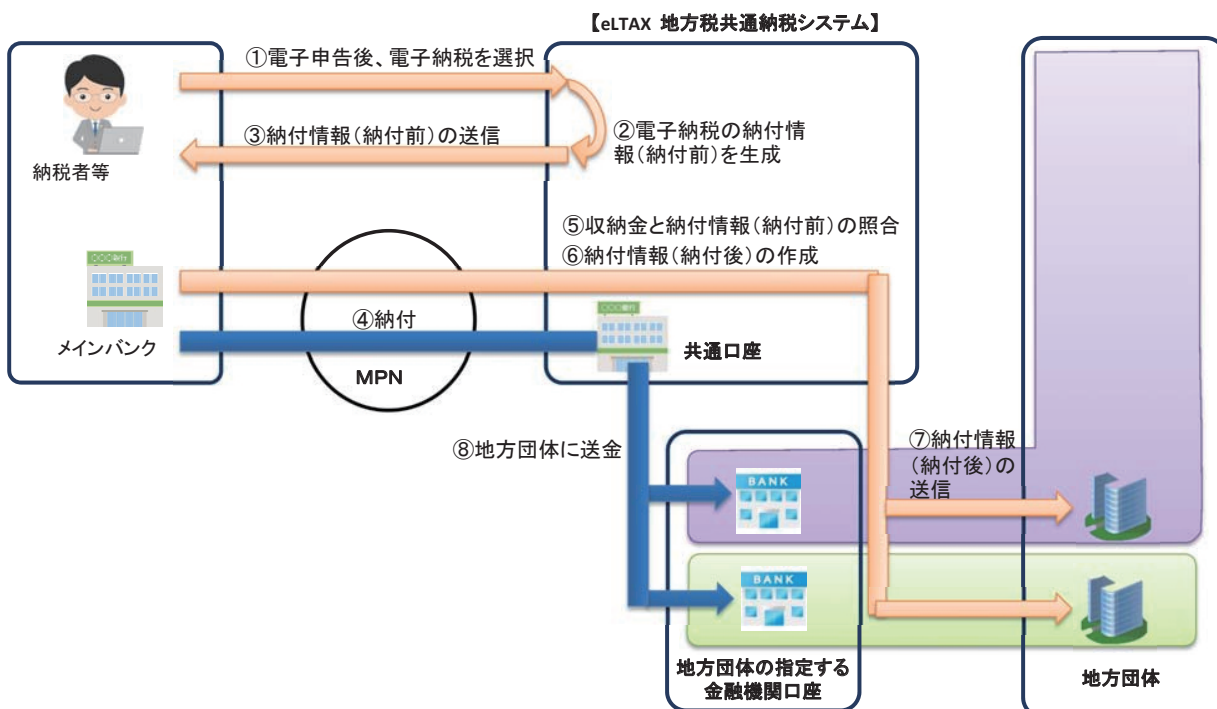 【eLTAX 地方税共通納税システム】
①電子申告後、電子納税を選択
②電子納税の納付情
報（納付前）を生成
③納付情報（納付前）の送信
納税者等
⑤収納金と納付情報（納付前）の照合
⑥納付情報（納付後）の作成
④納付
メインバンク
共通口座
MPN
⑧地方団体に送金
⑦納付情報
（納付後）の
送信
BANK
BANK
地方団体の指定する
金融機関口座
地方団体